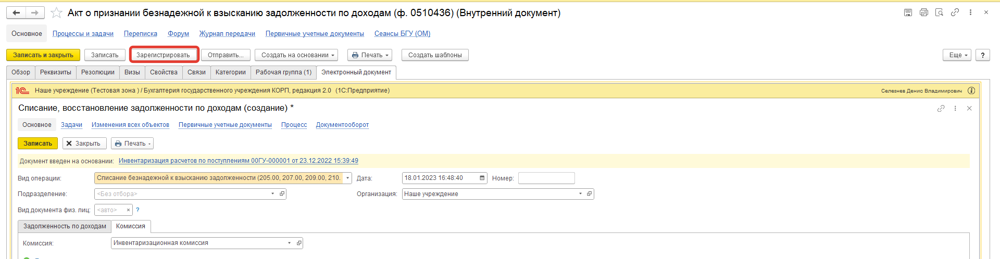 Акт о признании безнадежной к взысканию задолженности по доходам (ф. 0510436) (Внутренний документ)
Основное Процессы и задачи Переписка Форум Журнал передачи Первичные учетные документы Сеансы БГУ (ОМ)
Записать и закрыть Записать Зарегистрировать Отправить... Создать на основании Печать Создать шаблоны Еще ?
Обзор Реквизиты Резолюции Визы Свойства Связи Категории Рабочая группа (1) Электронный документ
1С Наше учреждение (Тестовая зона ) / Бухгалтерия государственного учреждения КОРП, редакция 2.0 (1С:Предприятие) Селезнев Денис Владимирович
Списание, восстановление задолженности по доходам (создание) *
Основное Задачи Изменения всех объектов Первичные учетные документы Процесс Документооборот
Записать Закрыть Печать
Документ введен на основании: Инвентаризация расчетов по поступлениям 00ГУ-000001 от 23.12.2022 15:39:49
Вид операции: Списание безнадежной к взысканию задолженности (205.00, 207.00, 209.00, 210. Дата: 18.01.2023 16:48:40 Номер:
Подразделение: <Без отбора> Организация: Наше учреждение
Вид документа физ. лиц: <авто> × ?
Задолженность по доходам Комиссия
Комиссия: Инвентаризационная комиссия